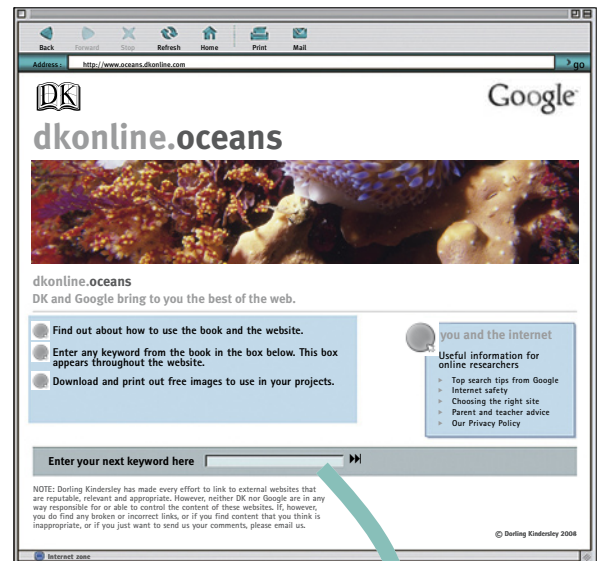 Back Forward Stop Refresh Home Print Mail
Address : http://www.oceans.dkonline.com go
DK Google
dkonline.oceans
dkonline.oceans
DK and Google bring to you the best of the web.
Find out about how to use the book and the website.
Enter any keyword from the book in the box below. This box
appears throughout the website.
Download and print out free images to use in your projects.
you and the internet
Useful information for
online researchers
Top search tips from Google
Internet safety
Choosing the right site
Parent and teacher advice
Our Privacy Policy
Enter your next keyword here
NOTE: Dorling Kindersley has made every effort to link to external websites that
are reputable, relevant and appropriate. However, neither DK nor Google are in any
way responsible for or able to control the content of these websites. If, however,
you do find any broken or incorrect links, or if you find content that you think is
inappropriate, or if you just want to send us your comments, please email us.
© Dorling Kindersley 2008
Internet zone